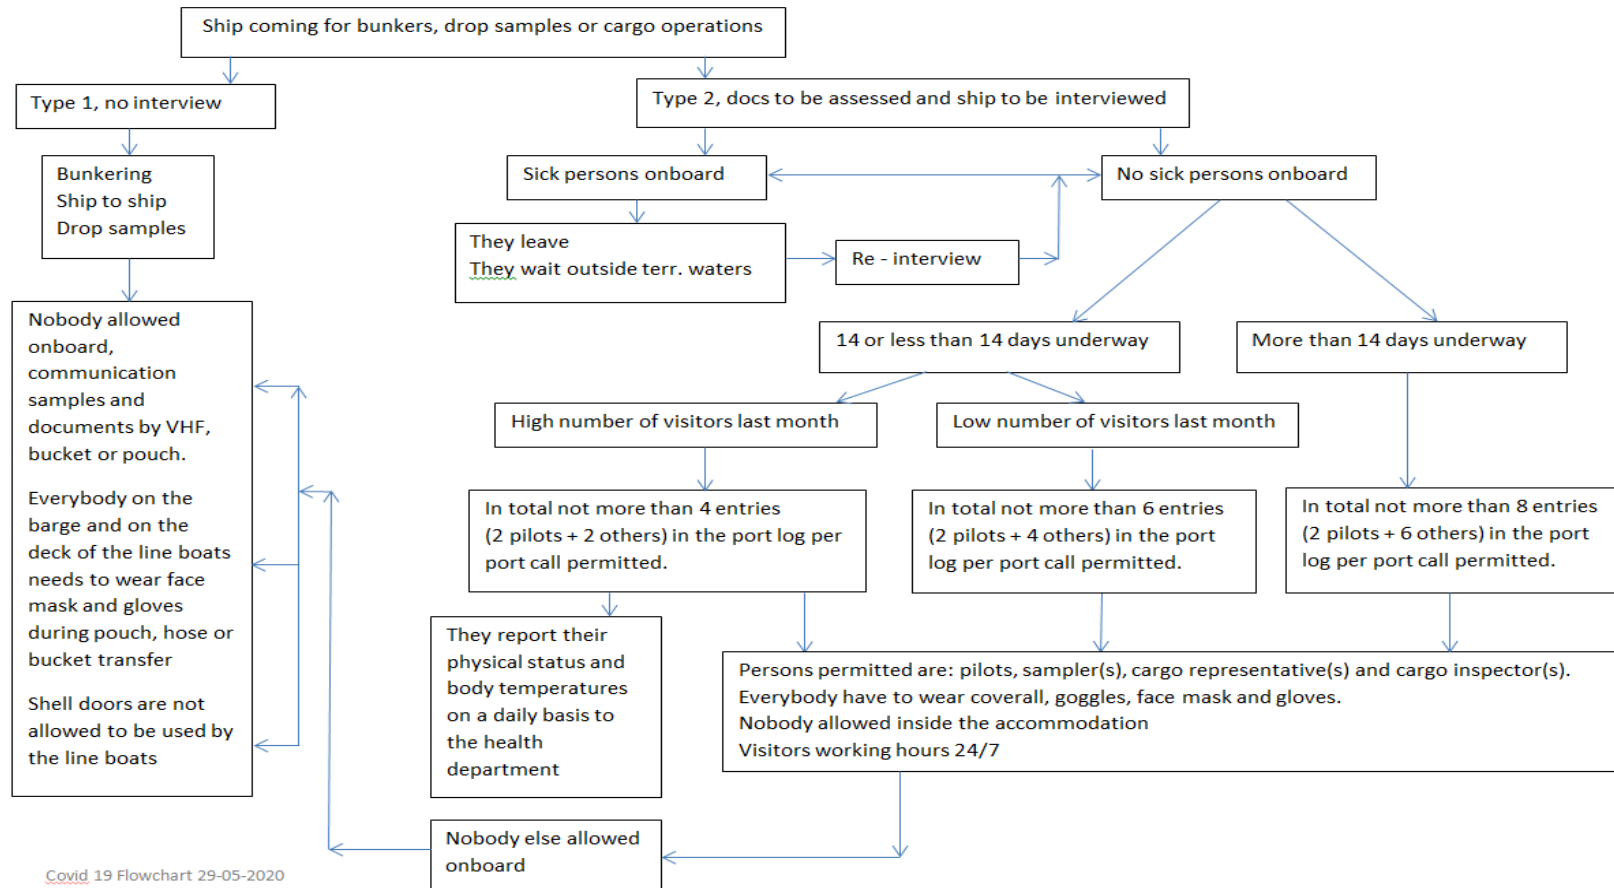 Ship coming for bunkers, drop samples or cargo operations
Type 1, no interview
Type 2, docs to be assessed and ship to be interviewed
Bunkering
Ship to ship
Drop samples
Sick persons onboard
No sick persons onboard
They leave
They wait outside terr. waters
Re - interview
Nobody allowed
onboard,
communication
samples and
documents by VHF,
bucket or pouch.
Everybody on the
barge and on the
deck of the line boats
needs to wear face
mask and gloves
during pouch, hose or
bucket transfer
Shell doors are not
allowed to be used by
the line boats
14 or less than 14 days underway
More than 14 days underway
High number of visitors last month
Low number of visitors last month
In total not more than 4 entries
(2 pilots + 2 others) in the port log per
port call permitted.
In total not more than 6 entries
(2 pilots + 4 others) in the port
log per port call permitted.
In total not more than 8 entries
(2 pilots + 6 others) in the port
log per port call permitted.
They report their
physical status and
body temperatures
on a daily basis to
the health
department
Persons permitted are: pilots, sampler(s), cargo representative(s) and cargo inspector(s).
Everybody have to wear coverall, goggles, face mask and gloves.
Nobody allowed inside the accommodation
Visitors working hours 24/7
Nobody else allowed
onboard
Covid 19 Flowchart 29-05-2020